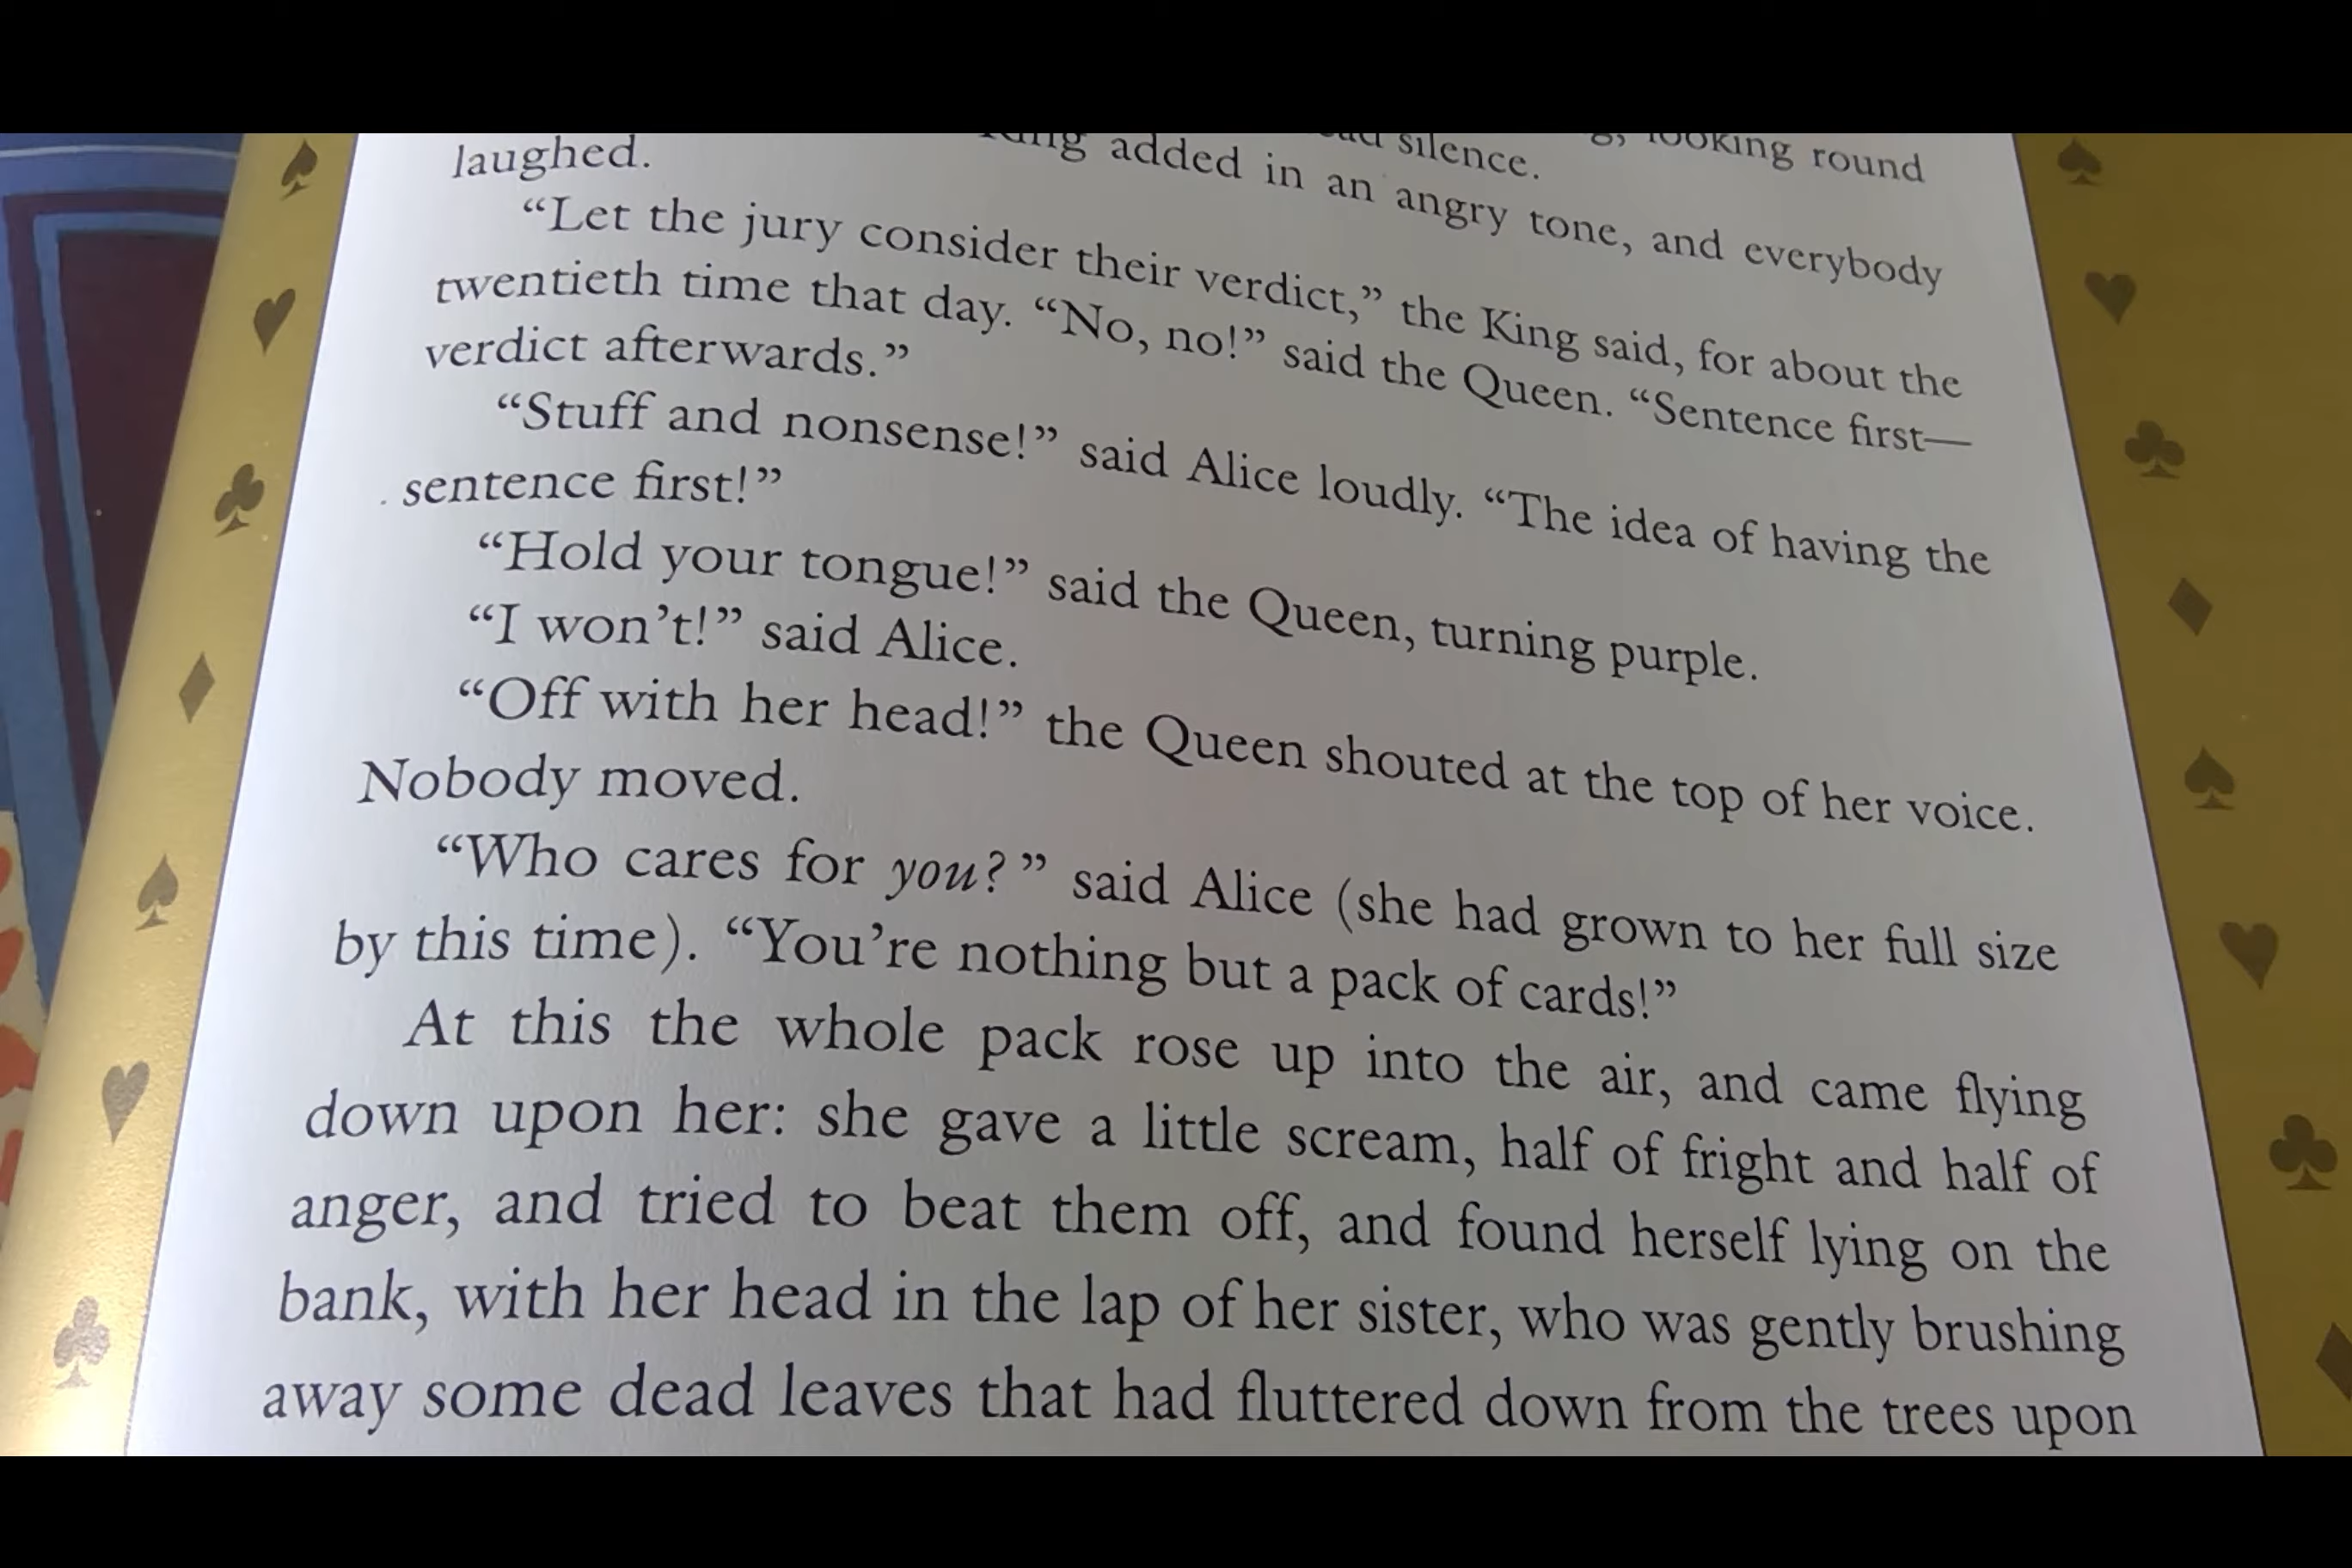 looking round
silence.
added in an angry tone, and everybody
laughed.
“Let the jury consider their verdict,” the King said, for about the
twentieth time that day. “No, no!” said the Queen. “Sentence first—
verdict afterwards.”
“Stuff and nonsense!” said Alice loudly. “The idea of having the
sentence first!”
“Hold your tongue!” said the Queen, turning purple.
“I won’t!” said Alice.
“Off with her head!” the Queen shouted at the top of her voice.
Nobody moved.
“Who cares for you?” said Alice (she had grown to her full size
by this time). “You’re nothing but a pack of cards!”
At this the whole pack rose up into the air, and came flying
down upon her: she gave a little scream, half of fright and half of
anger, and tried to beat them off, and found herself lying on the
bank, with her head in the lap of her sister, who was gently brushing
away some dead leaves that had fluttered down from the trees upon